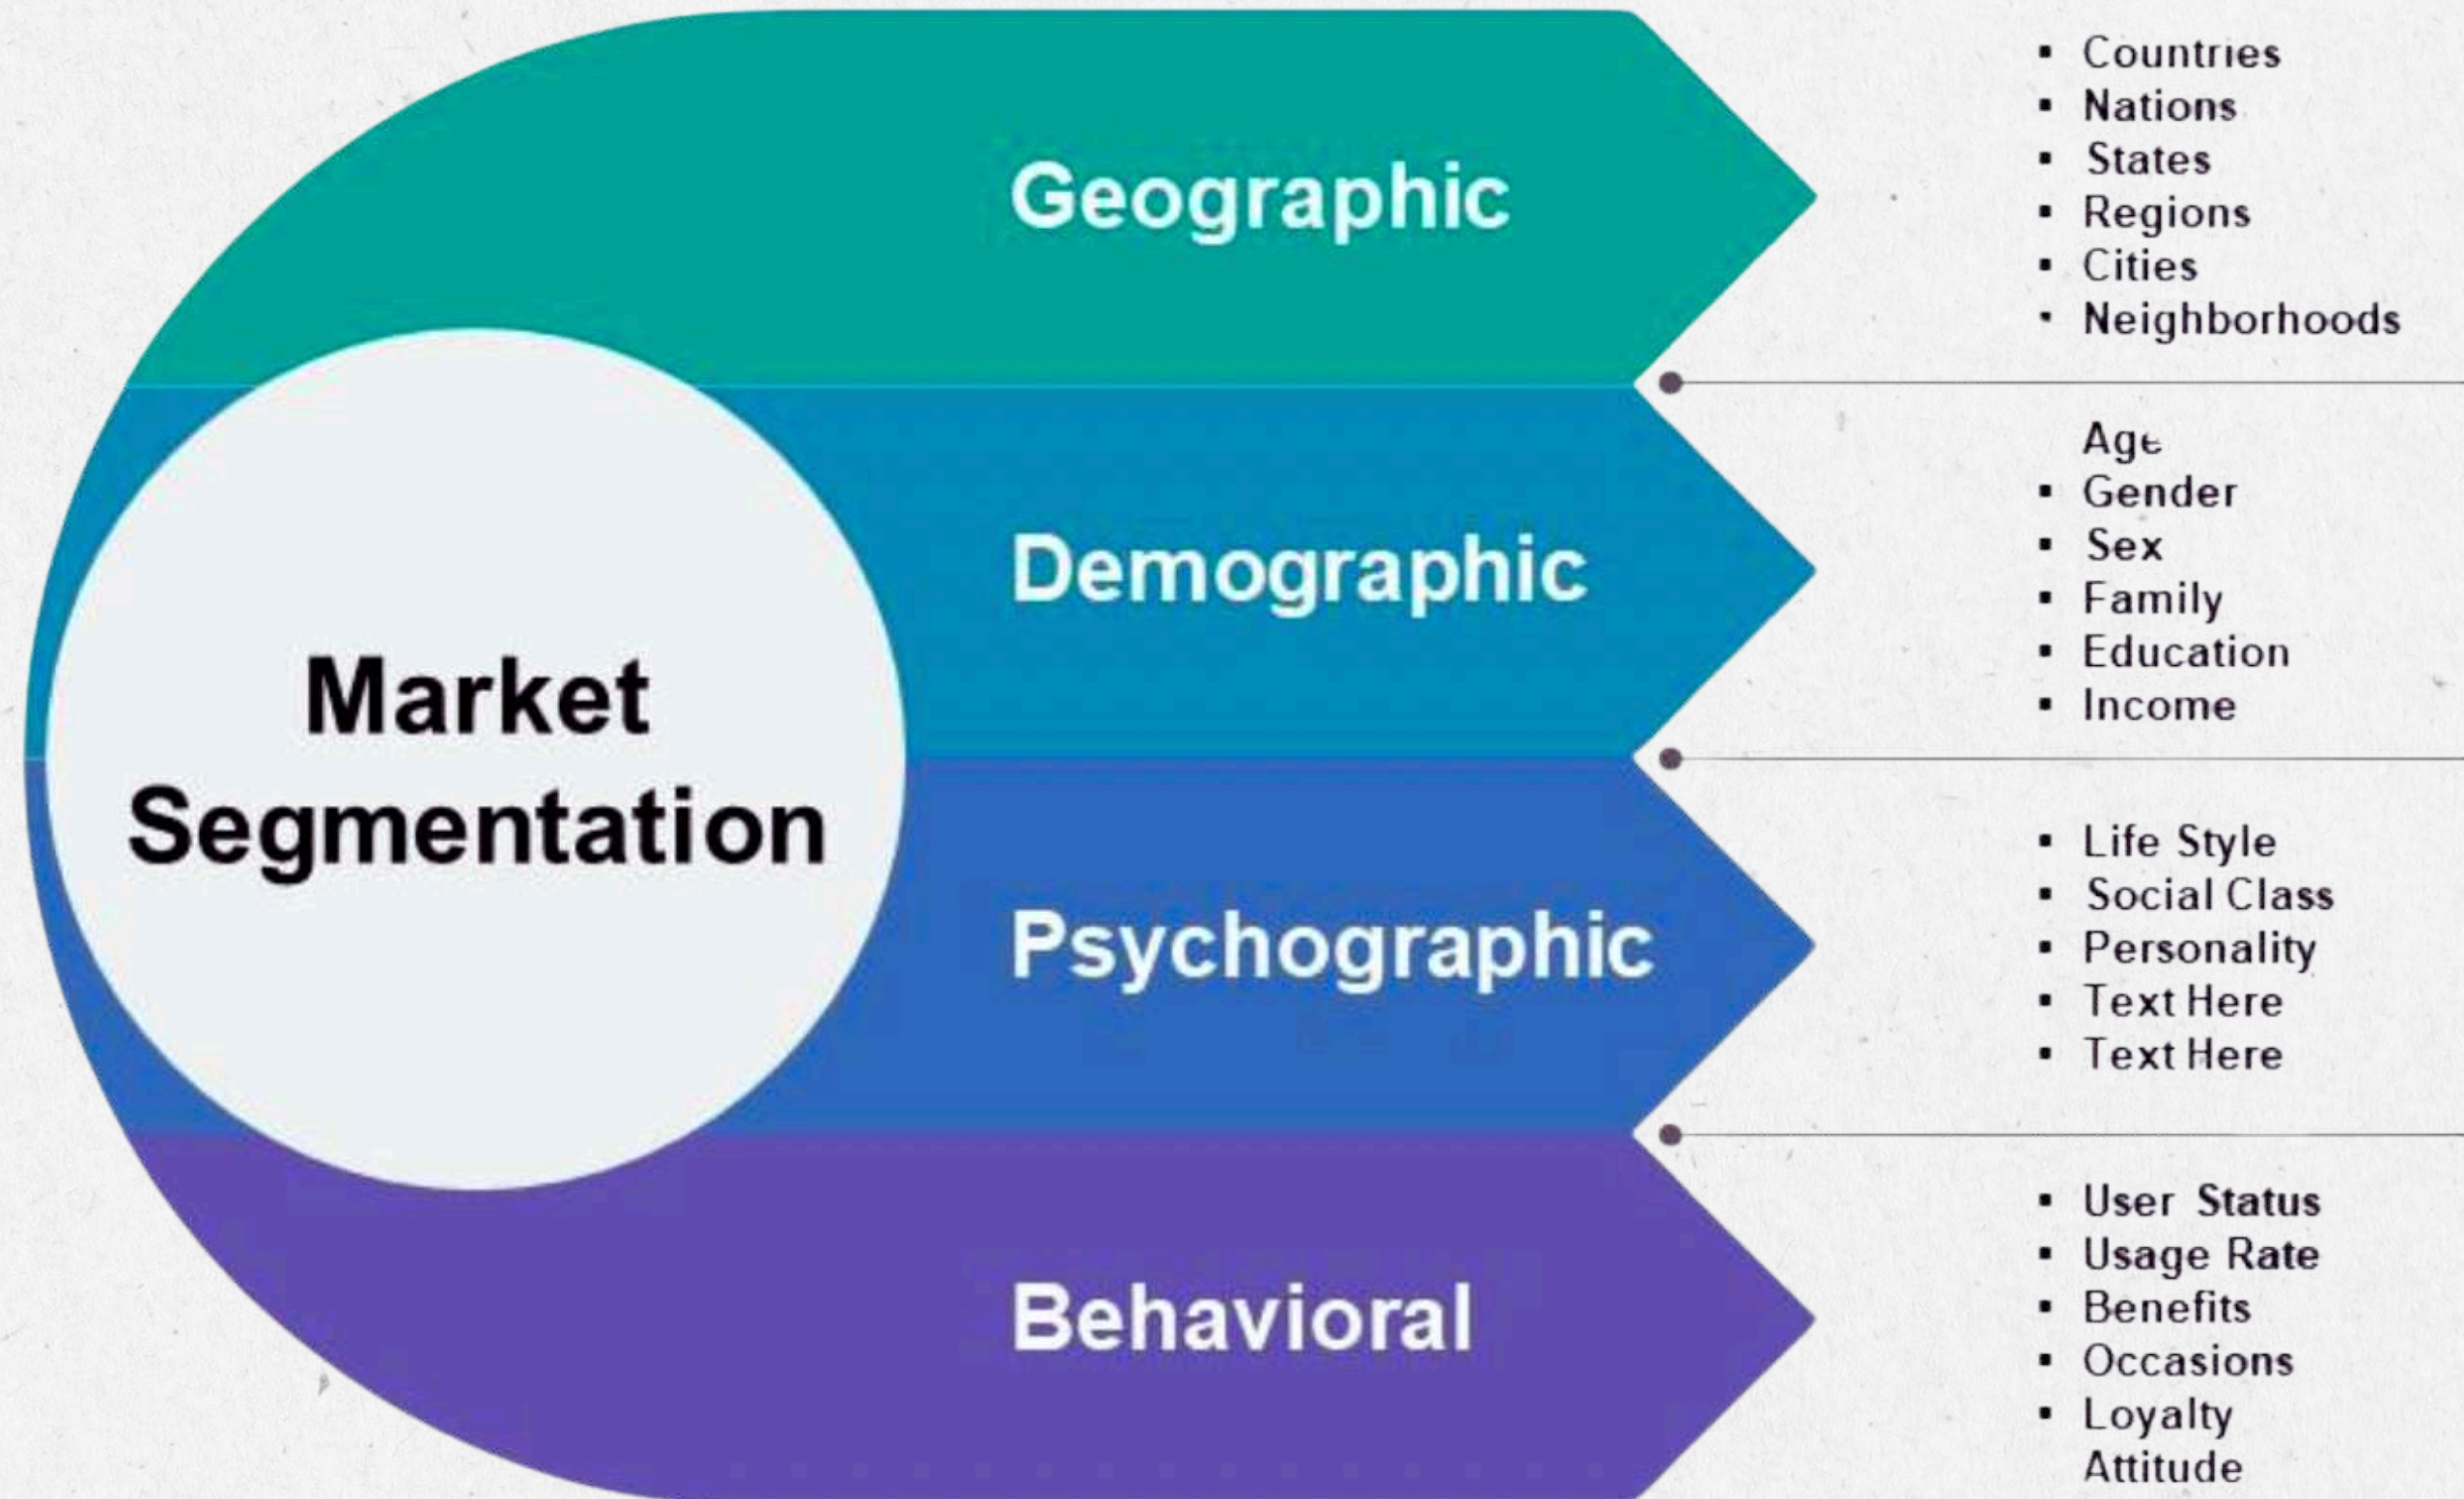 Market
Segmentation
Geographic
▪ Countries
▪ Nations
▪ States
▪ Regions
▪ Cities
▪ Neighborhoods
Demographic
Age
▪ Gender
▪ Sex
▪ Family
▪ Education
▪ Income
Psychographic
▪ Life Style
▪ Social Class
▪ Personality
▪ Text Here
▪ Text Here
Behavioral
▪ User Status
▪ Usage Rate
▪ Benefits
▪ Occasions
▪ Loyalty
Attitude